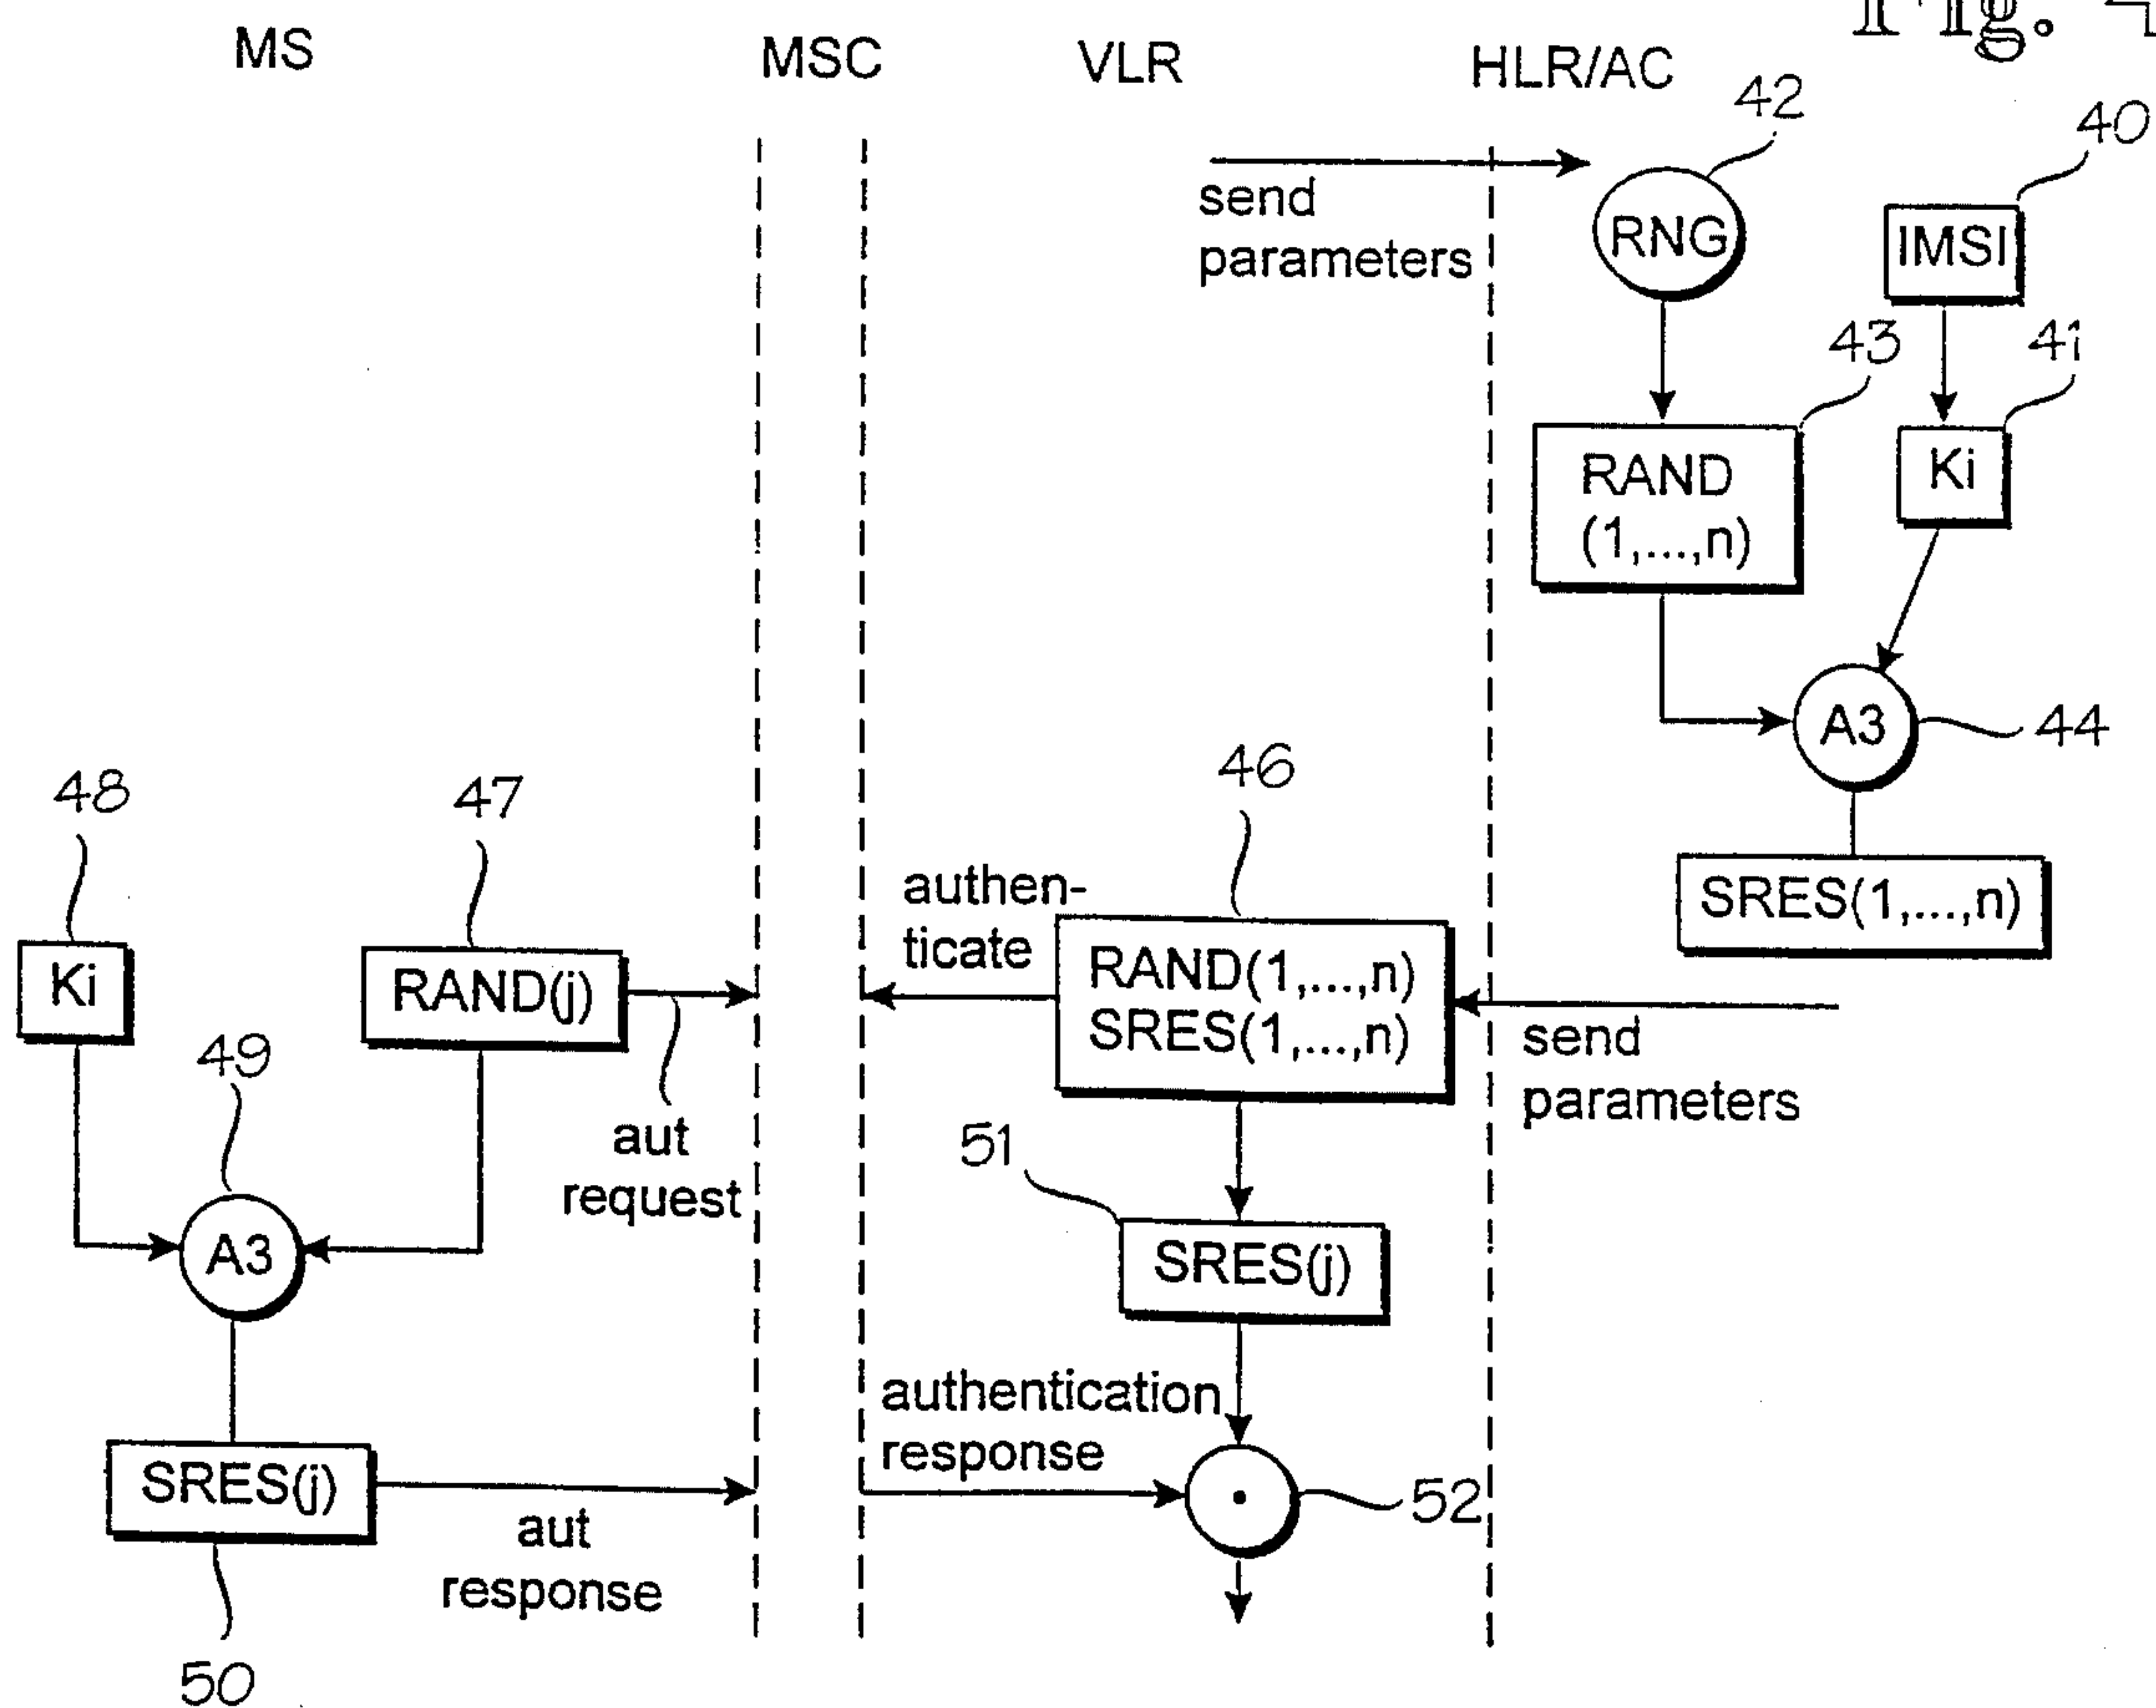 Fig. 4
MS
MSC
VLR
HLR/AC
42
40
send
parameters
RNG
IMSI
43
41
RAND
(1,...,n)
Ki
A3
44
SRES(1,...,n)
46
48
47
authen-
ticate
RAND(1,...,n)
SRES(1,...,n)
send
parameters
Ki
RAND(j)
49
aut
request
51
A3
SRES(j)
authentication
response
52
SRES(j)
aut
response
50